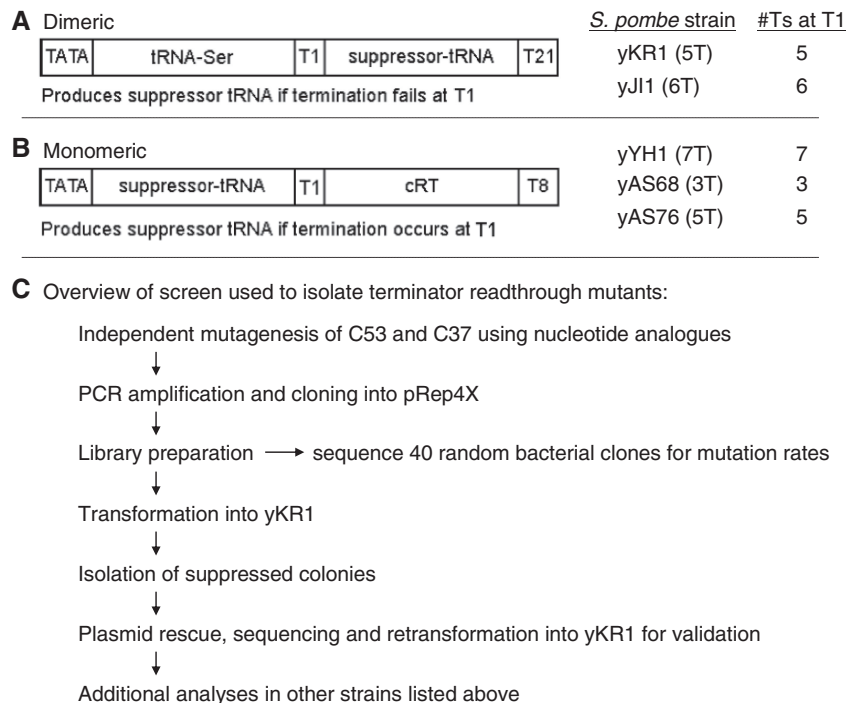 A Dimeric
S. pombe strain #Ts at T1
TATA tRNA-Ser T1 suppressor-tRNA T21
yKR1 (5T) 5
yJI1 (6T) 6
Produces suppressor tRNA if termination fails at T1
B Monomeric
yYH1 (7T) 7
TATA suppressor-tRNA T1 cRT T8
yAS68 (3T) 3
yAS76 (5T) 5
Produces suppressor tRNA if termination occurs at T1
C Overview of screen used to isolate terminator readthrough mutants:
Independent mutagenesis of C53 and C37 using nucleotide analogues
PCR amplification and cloning into pRep4X
Library preparation → sequence 40 random bacterial clones for mutation rates
Transformation into yKR1
Isolation of suppressed colonies
Plasmid rescue, sequencing and retransformation into yKR1 for validation
Additional analyses in other strains listed above